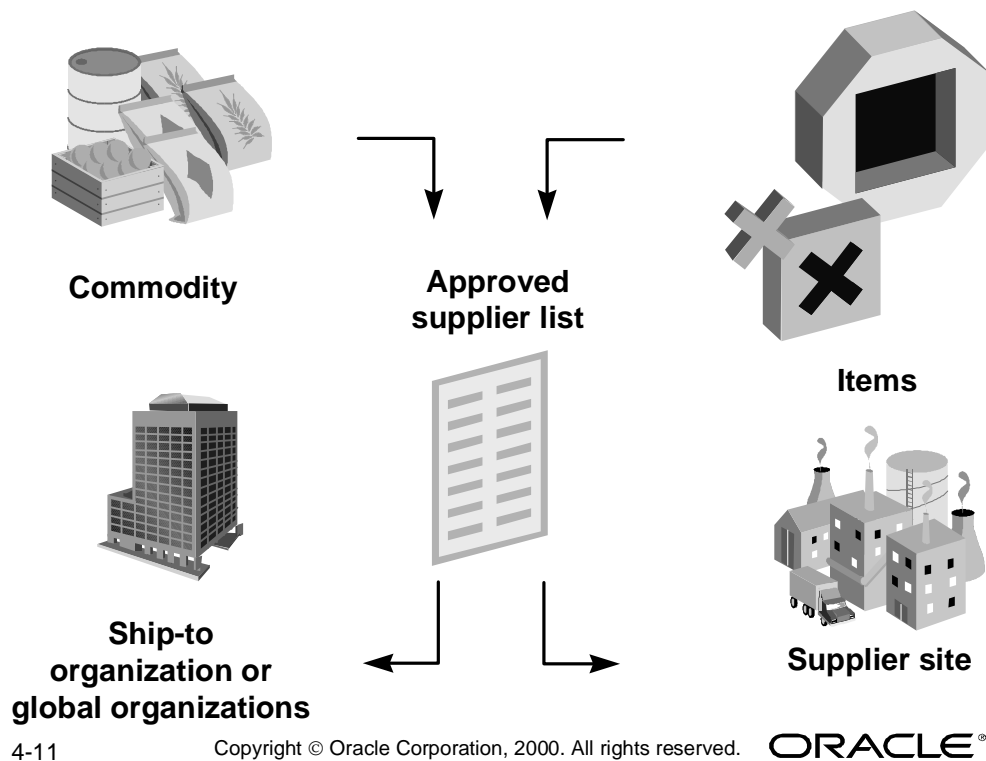 Commodity
Approved
supplier list
Items
Ship-to
organization or
global organizations
Supplier site
4-11
Copyright © Oracle Corporation, 2000. All rights reserved.
ORACLE®